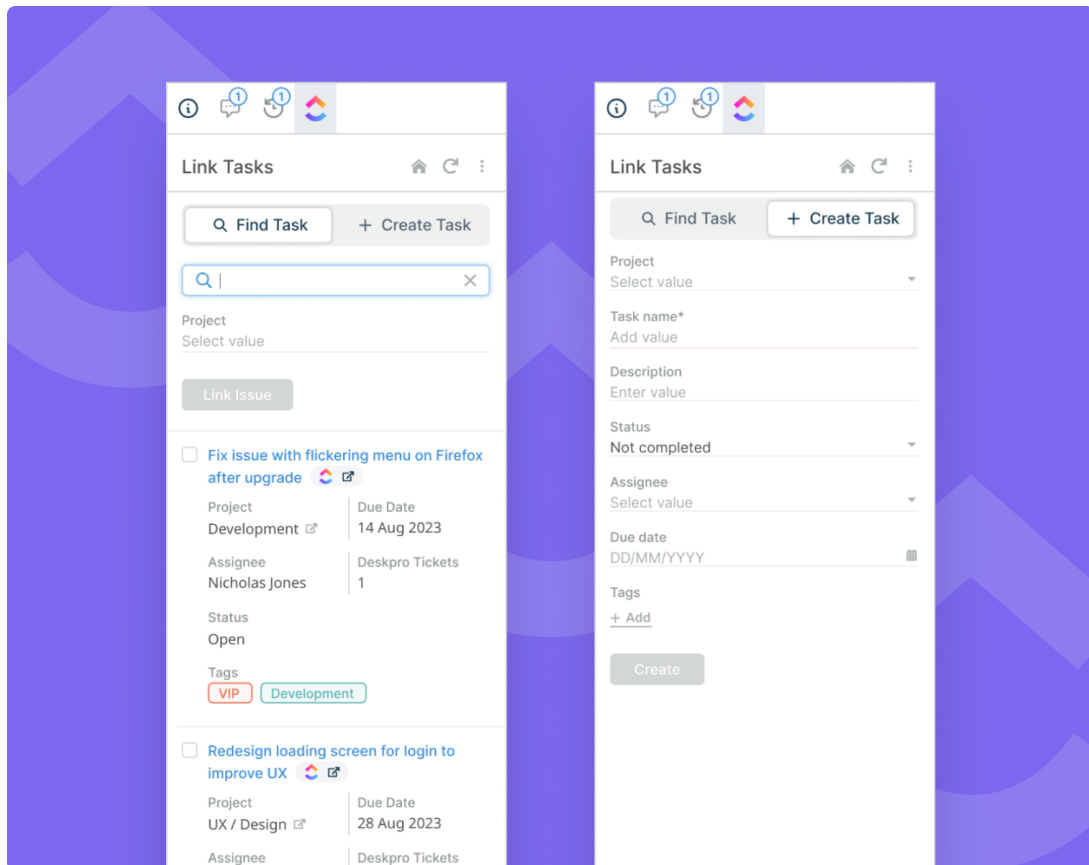 1 1
Link Tasks
Find Task + Create Task
Project
Select value
Link Issue
Fix issue with flickering menu on Firefox
after upgrade
Project Due Date
Development 14 Aug 2023
Assignee Deskpro Tickets
Nicholas Jones 1
Status
Open
Tags
VIP Development
Redesign loading screen for login to
improve UX
Project Due Date
UX / Design 28 Aug 2023
Assignee Deskpro Tickets
1 1
Link Tasks
Find Task + Create Task
Project
Select value
Task name*
Add value
Description
Enter value
Status
Not completed
Assignee
Select value
Due date
DD/MM/YYYY
Tags
+ Add
Create